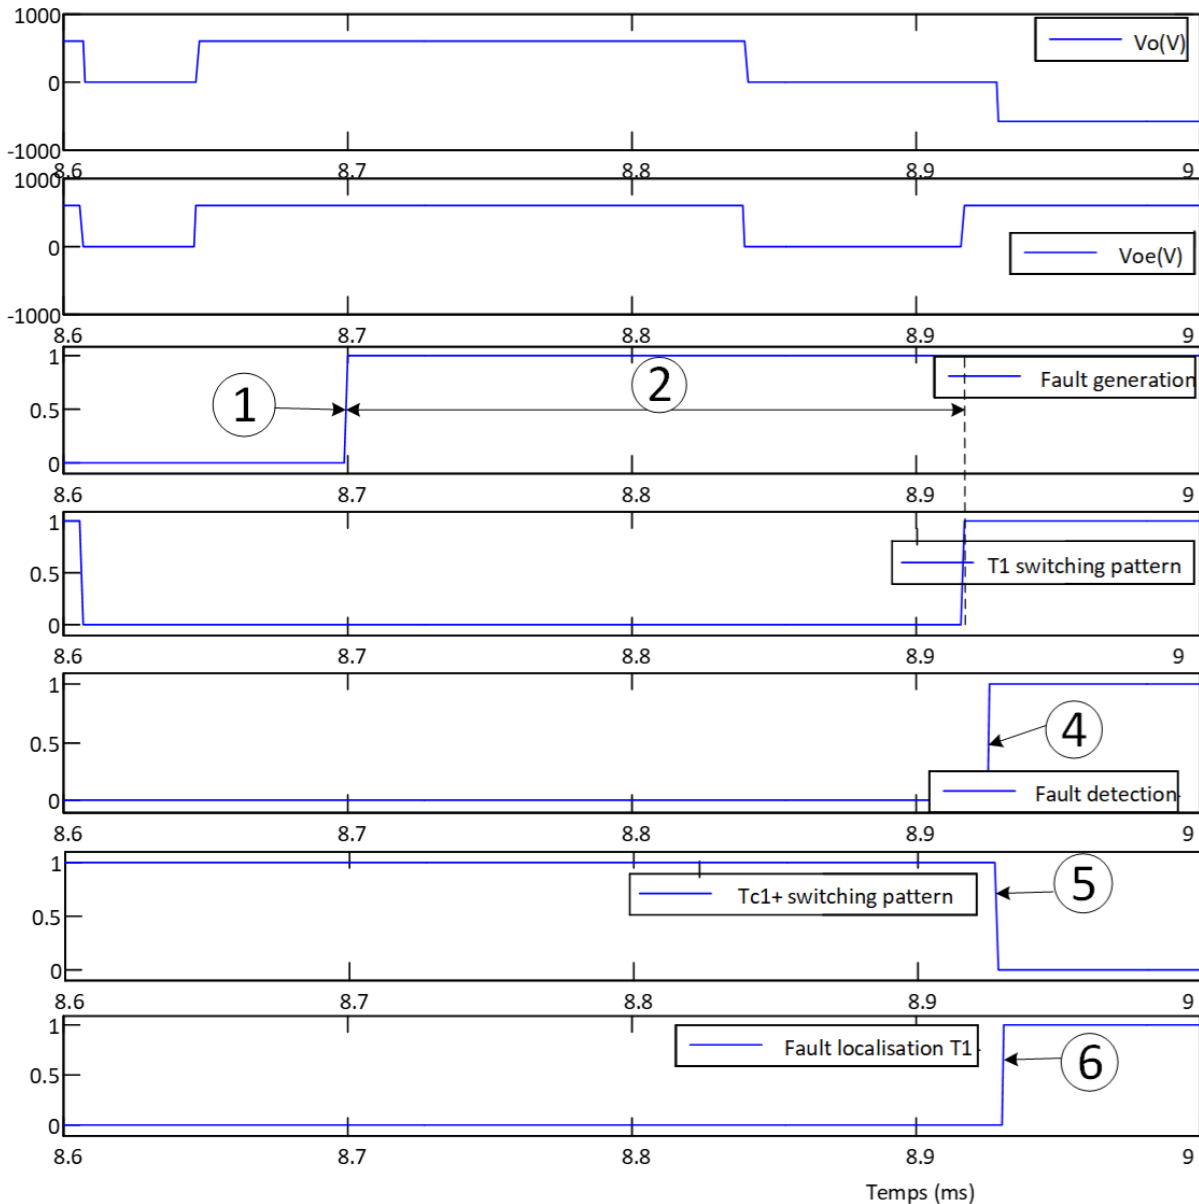 1000
Vo(V)
0
-1000
8.6 8.7 8.8 8.9 9
1000
0
Voe(V)
-1000
8.6 8.7 8.8 8.9 9
1
2
Fault generation
1
0.5
0
8.6 8.7 8.8 8.9 9
1
T1 switching pattern
0.5
0
8.6 8.7 8.8 8.9 9
1
4
0.5
Fault detection
0
8.6 8.7 8.8 8.9 9
1
5
Tc1+ switching pattern
0.5
0
8.6 8.7 8.8 8.9 9
1
Fault localisation T1
6
0.5
0
8.6 8.7 8.8 8.9 9
Temps (ms)